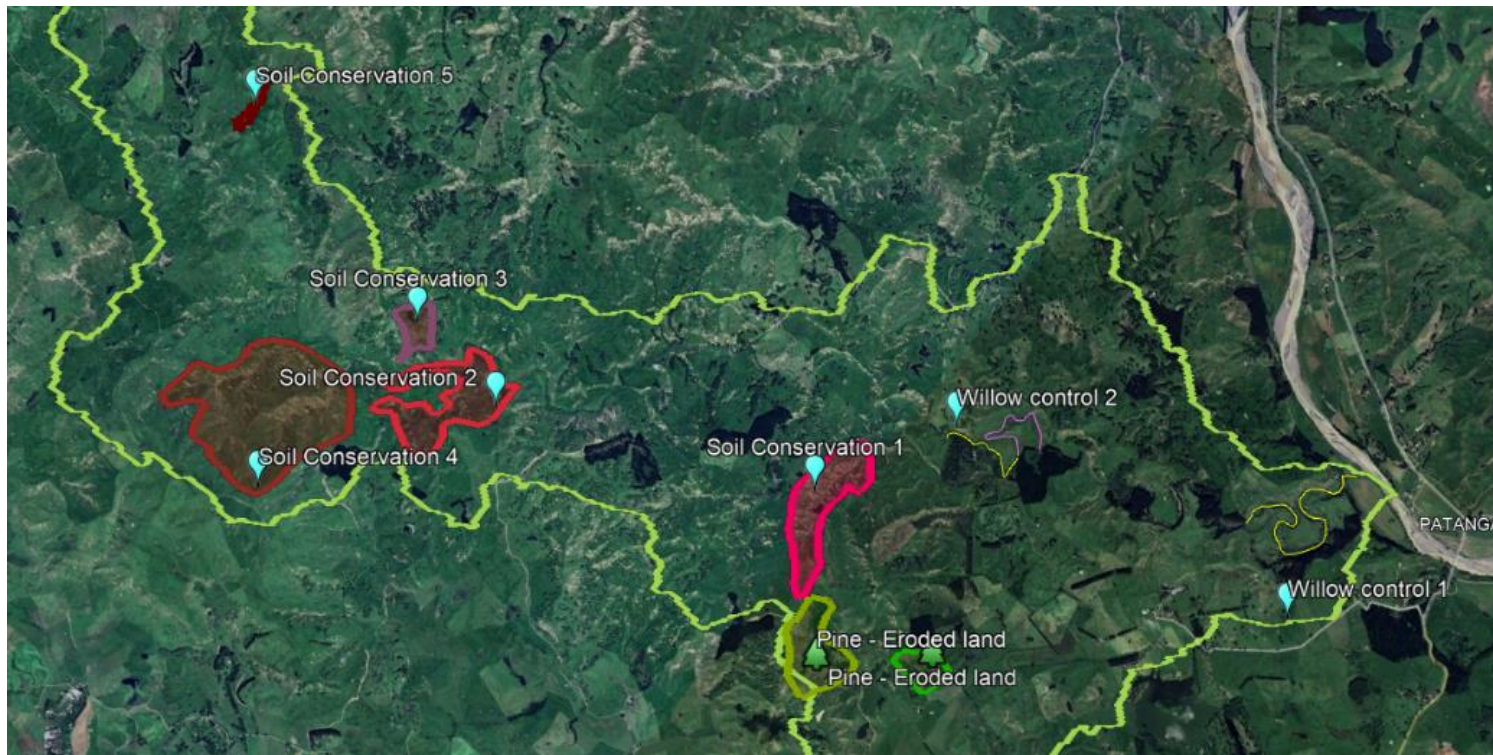 Soil Conservation 5
Soil Conservation 3
Soil Conservation 2
Willow control 2
Soil Conservation 1
Soil Conservation 4
PATANGA
Willow control 1
Pine - Eroded land
Pine - Eroded land